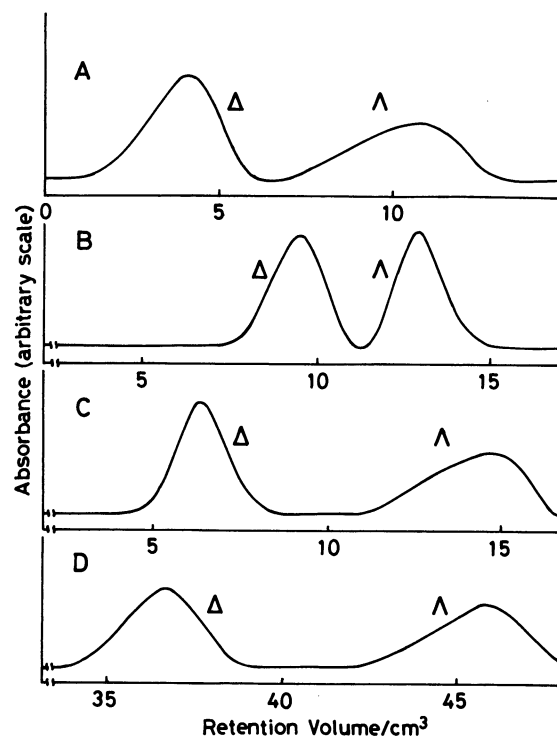 A Δ Λ
0 5 10
B Δ Λ
5 10 15
C Δ Λ
5 10 15
D Δ Λ
35 40 45
Retention Volume/cm³
Absorbance (arbitrary scale)